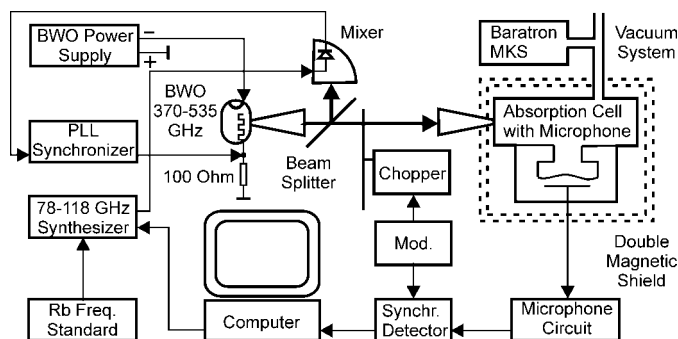 BWO Power
Supply
−
+
Mixer
Baratron
MKS
Vacuum
System
BWO
370-535
GHz
PLL
Synchronizer
100 Ohm
Beam
Splitter
Absorption Cell
with Microphone
Chopper
78-118 GHz
Synthesizer
Mod.
Double
Magnetic
Shield
Rb Freq.
Standard
Computer
Synchr.
Detector
Microphone
Circuit